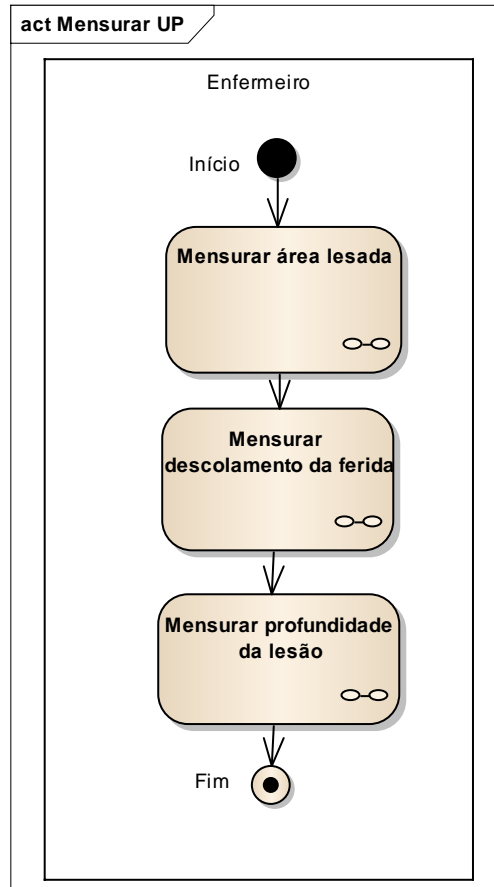 act Mensurar UP
Enfermeiro
Início
Mensurar área lesada
Mensurar
descolamento da ferida
Mensurar profundidade
da lesão
Fim